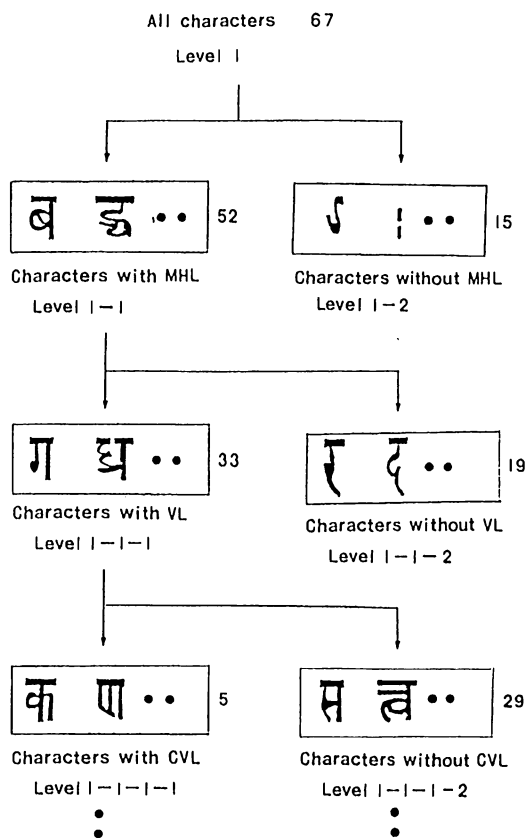 All characters 67
Level 1
ब • • 52
ऽ • • 15
Characters with MHL
Characters without MHL
Level 1–1
Level 1–2
ग • • 33
र द • • 19
Characters with VL
Characters without VL
Level 1–1–1
Level 1–1–2
क ण • • 5
स त्व • • 29
Characters with CVL
Characters without CVL
Level 1–1–1–1
Level 1–1–1–2